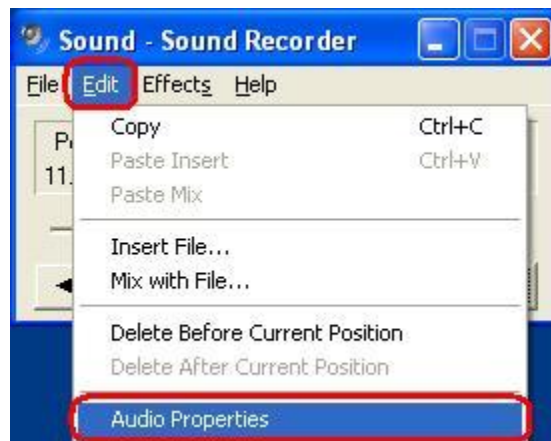 Sound - Sound Recorder
File Edit Effects Help
11.
Copy Ctrl+C
Paste Insert Ctrl+V
Paste Mix
Insert File...
Mix with File...
Delete Before Current Position
Delete After Current Position
Audio Properties